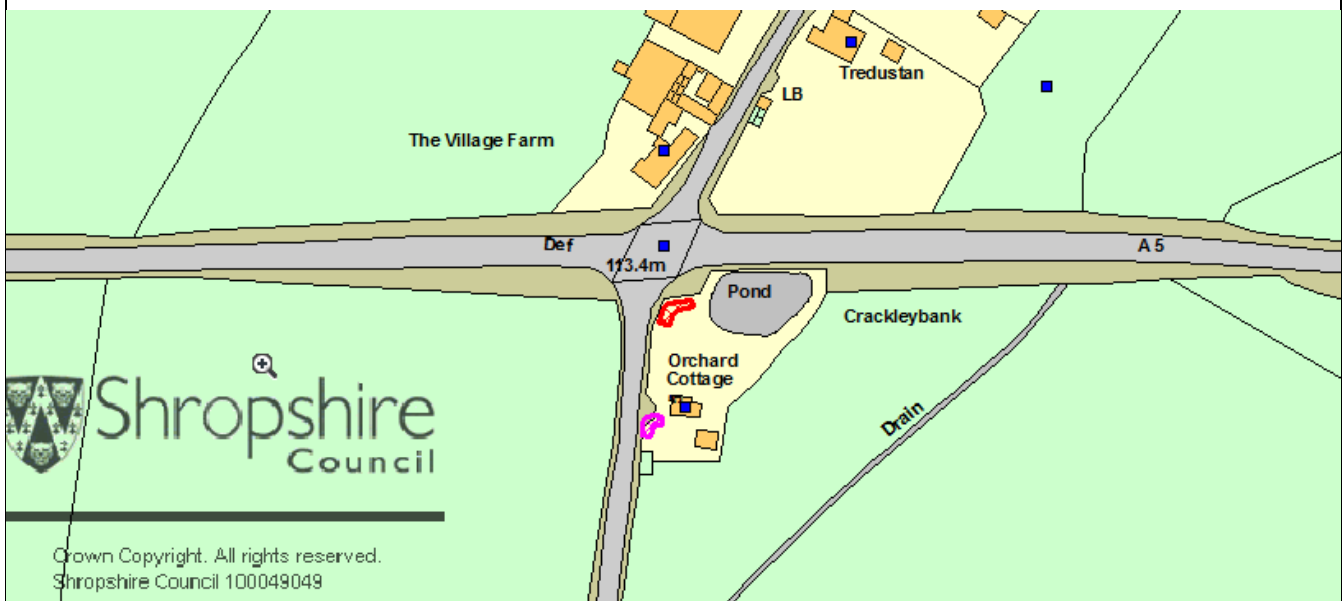 Tredustan
LB
The Village Farm
Def
A 5
113.4m
Pond
Crackleybank
Orchard
Cottage
Drain
Shropshire
Council
Crown Copyright. All rights reserved.
Shropshire Council 100049049